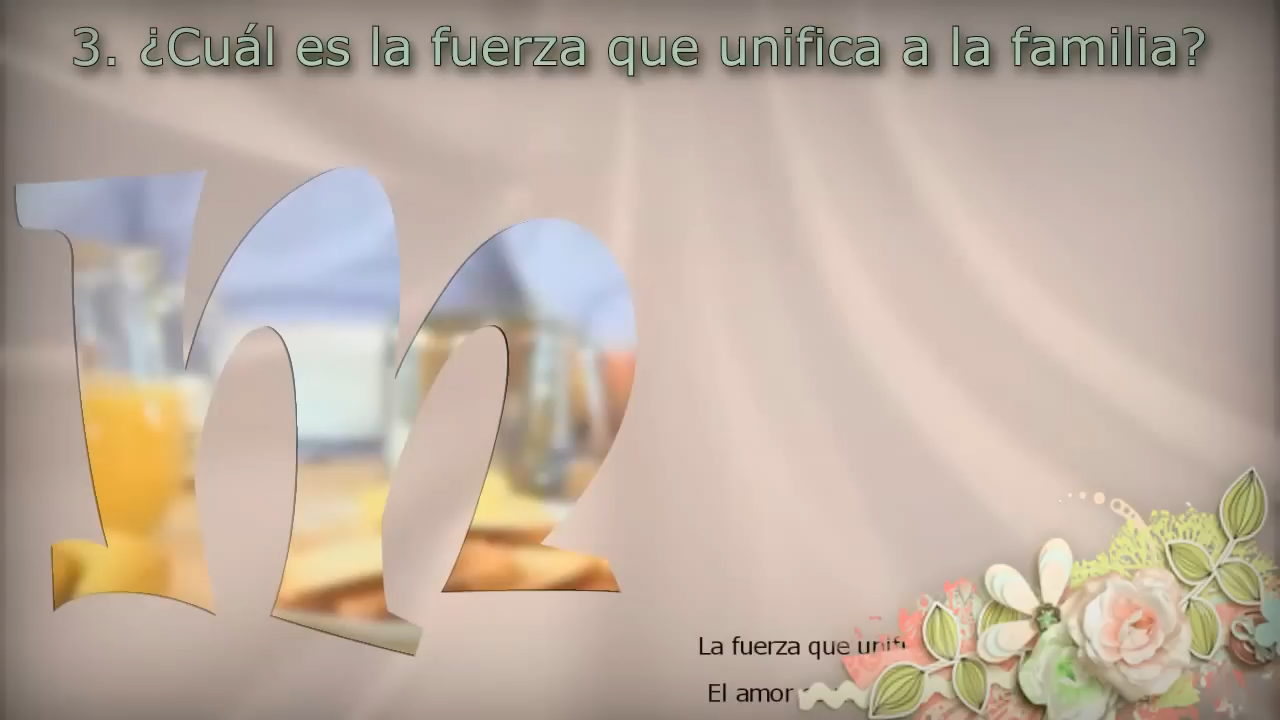 3. ¿Cuál es la fuerza que unifica a la familia?
m
La fuerza que
El amor